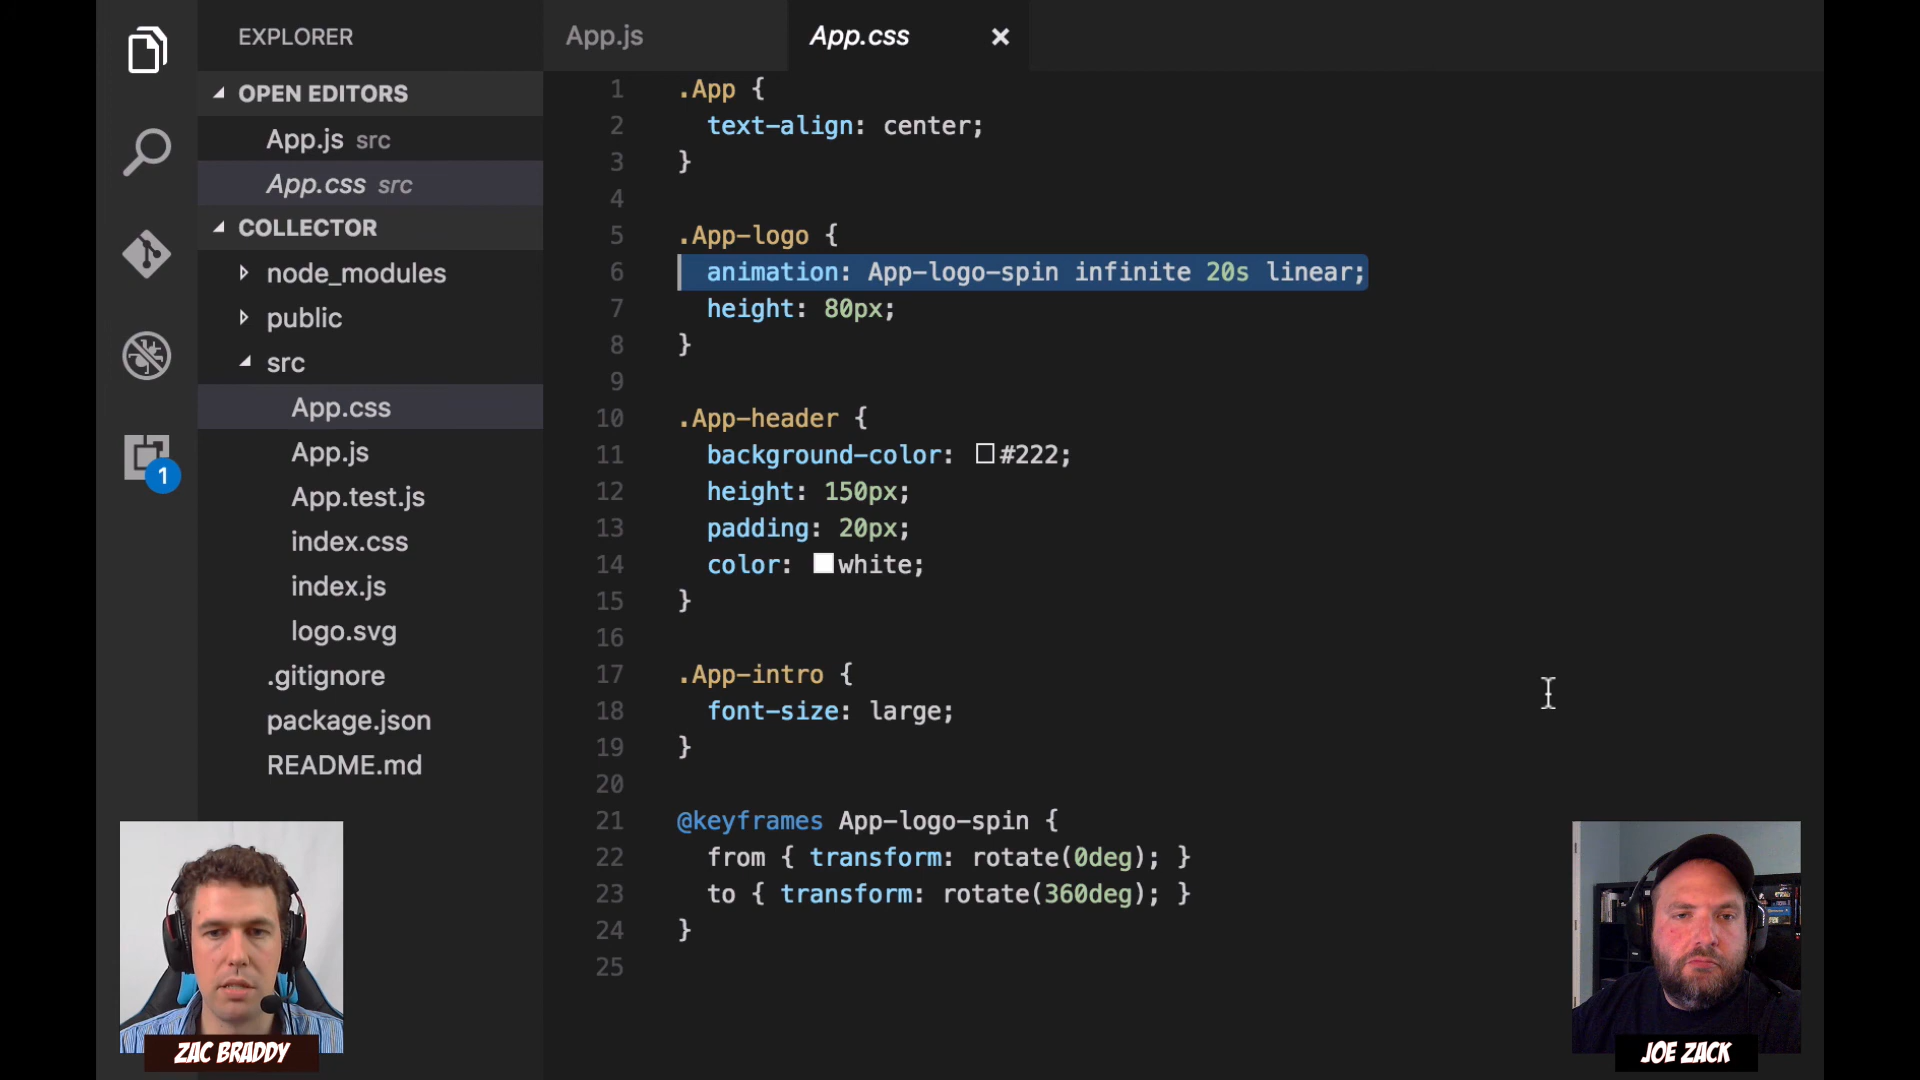 EXPLORER
OPEN EDITORS
App.js src
App.css src
COLLECTOR
node_modules
public
src
App.css
App.js
App.test.js
index.css
index.js
logo.svg
.gitignore
package.json
README.md
1
App.js
App.css
1 .App {
2 text-align: center;
3 }
4
5 .App-logo {
6 animation: App-logo-spin infinite 20s linear;
7 height: 80px;
8 }
9
10 .App-header {
11 background-color: #222;
12 height: 150px;
13 padding: 20px;
14 color: white;
15 }
16
17 .App-intro {
18 font-size: large;
19 }
20
21 @keyframes App-logo-spin {
22 from { transform: rotate(0deg); }
23 to { transform: rotate(360deg); }
24 }
25
ZAC BRADDY
JOE ZACK